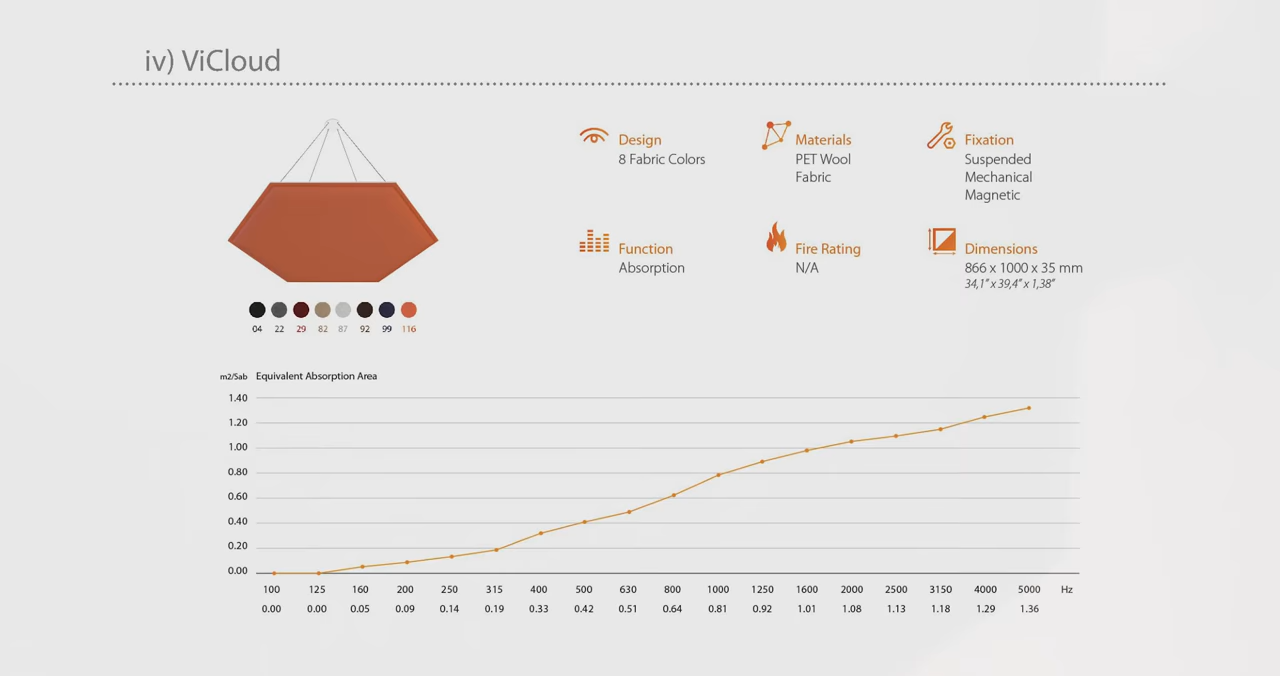 iv) ViCloud
Design
8 Fabric Colors
Materials
PET Wool
Fabric
Fixation
Suspended
Mechanical
Magnetic
Function
Absorption
Fire Rating
N/A
Dimensions
866 x 1000 x 35 mm
34,1” x 39,4” x 1,38”
04 22 29 82 87 92 99 116
m2/Sab Equivalent Absorption Area
1.40
1.20
1.00
0.80
0.60
0.40
0.20
0.00
100 125 160 200 250 315 400 500 630 800 1000 1250 1600 2000 2500 3150 4000 5000 Hz
0.00 0.00 0.05 0.09 0.14 0.19 0.33 0.42 0.51 0.64 0.81 0.92 1.01 1.08 1.13 1.18 1.29 1.36